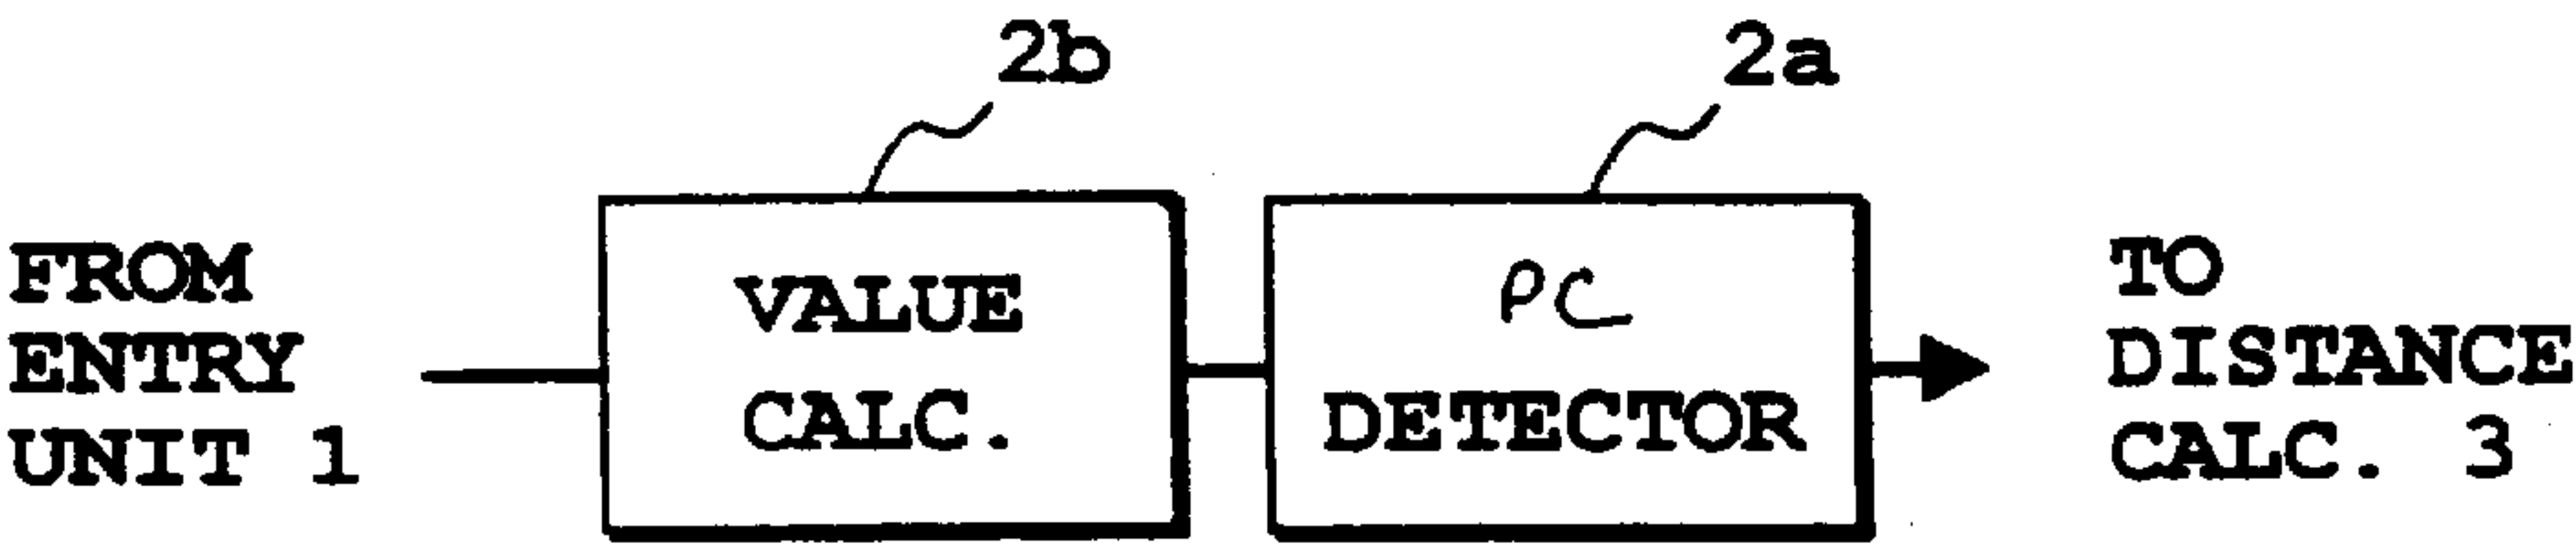 2b
2a
FROM
ENTRY
UNIT 1
VALUE
CALC.
PC
DETECTOR
TO
DISTANCE
CALC. 3